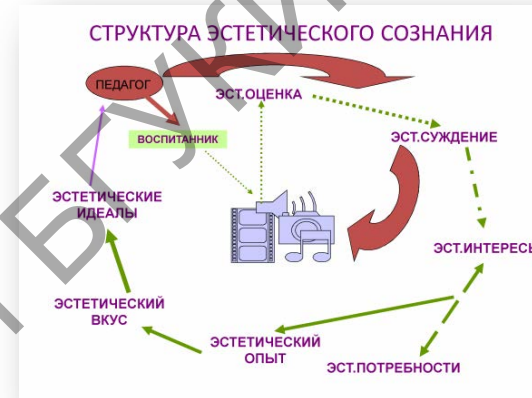 СТРУКТУРА ЭСТЕТИЧЕСКОГО СОЗНАНИЯ
ПЕДАГОГ
ЭСТ.ОЦЕНКА
ВОСПИТАННИК
ЭСТ.СУЖДЕНИЕ
ЭСТЕТИЧЕСКИЕ
ИДЕАЛЫ
ЭСТ.ИНТЕРЕСЫ
ЭСТЕТИЧЕСКИЙ
ВКУС
ЭСТЕТИЧЕСКИЙ
ОПЫТ
ЭСТ.ПОТРЕБНОСТИ
БГУКИ